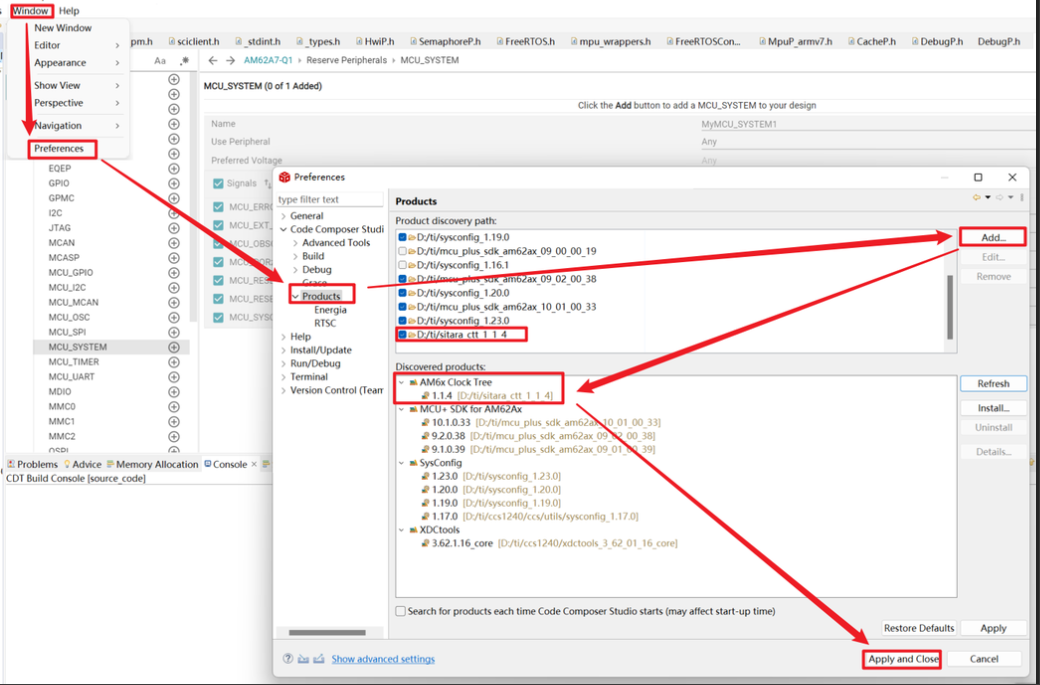 Window Help
New Window
Editor
Appearance
Show View
Perspective
Navigation
Preferences
pm.h sciclient.h _stdint.h _types.h HwiP.h SemaphoreP.h FreeRTOS.h mpu_wrappers.h FreeRTOSCon... MpuP_armv7.h CacheP.h DebugP.h DebugP.h
Aa .*
AM62A7-Q1 > Reserve Peripherals > MCU_SYSTEM
MCU_SYSTEM (0 of 1 Added)
Click the Add button to add a MCU_SYSTEM to your design
Name MyMCU_SYSTEM1
Use Peripheral Any
Preferred Voltage Any
Signals
MCU_ERR
MCU_EXT_
MCU_OBS
MCU_POR
MCU_RES
MCU_RESE
MCU_SYSC
EQEP
GPIO
GPMC
I2C
JTAG
MCAN
MCASP
MCU_GPIO
MCU_I2C
MCU_MCAN
MCU_OSC
MCU_SPI
MCU_SYSTEM
MCU_TIMER
MCU_UART
MDIO
MMC0
MMC1
MMC2
OSPI
Problems Advice Memory Allocation Console
CDT Build Console [source_code]
Preferences
type filter text
General
Code Composer Studi
Advanced Tools
Build
Debug
Grace
Products
Energia
RTSC
Help
Install/Update
Run/Debug
Terminal
Version Control (Team
Products
Product discovery path:
D:/ti/sysconfig_1.19.0
D:/ti/mcu_plus_sdk_am62ax_09_00_00_19
D:/ti/sysconfig_1.16.1
D:/ti/mcu_plus_sdk_am62ax_09_02_00_38
D:/ti/sysconfig_1.20.0
D:/ti/mcu_plus_sdk_am62ax_10_01_00_33
D:/ti/sysconfig_1.23.0
D:/ti/sitara_ctt_1_1_4
Add...
Edit...
Remove
Discovered products:
AM6x Clock Tree
1.1.4 [D:/ti/sitara_ctt_1_1_4]
MCU+ SDK for AM62Ax
10.1.0.33 [D:/ti/mcu_plus_sdk_am62ax_10_01_00_33]
9.2.0.38 [D:/ti/mcu_plus_sdk_am62ax_09_02_00_38]
9.1.0.39 [D:/ti/mcu_plus_sdk_am62ax_09_01_00_39]
SysConfig
1.23.0 [D:/ti/sysconfig_1.23.0]
1.20.0 [D:/ti/sysconfig_1.20.0]
1.19.0 [D:/ti/sysconfig_1.19.0]
1.17.0 [D:/ti/ccs1240/ccs/utils/sysconfig_1.17.0]
XDCtools
3.62.1.16_core [D:/ti/ccs1240/xdctools_3_62_01_16_core]
Refresh
Install...
Uninstall
Details...
Search for products each time Code Composer Studio starts (may affect start-up time)
Restore Defaults Apply
Show advanced settings
Apply and Close Cancel